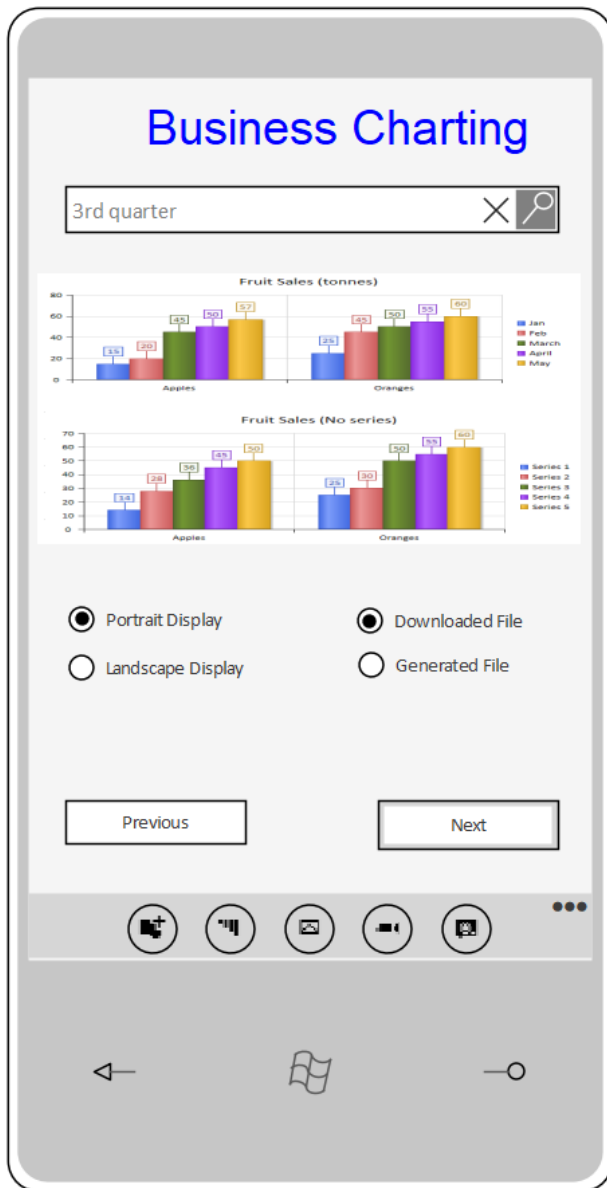 Business Charting
3rd quarter
Fruit Sales (tonnes)
80
60
40
20
0
15
20
45
50
57
25
45
50
55
60
Apples
Oranges
Jan
Feb
March
April
May
Fruit Sales (No series)
70
60
50
40
30
20
10
0
14
28
36
45
50
25
30
50
55
60
Apples
Oranges
Series 1
Series 2
Series 3
Series 4
Series 5
Portrait Display
Downloaded File
Landscape Display
Generated File
Previous
Next